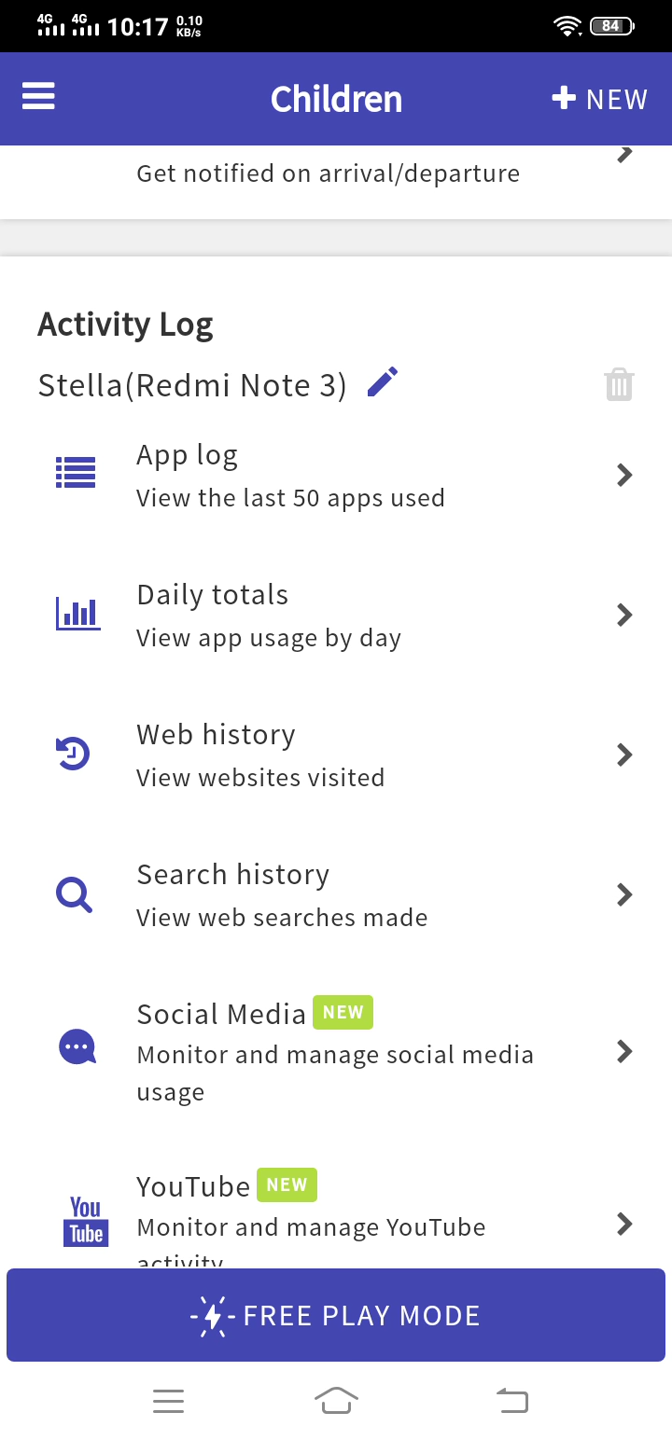 4G 4G 10:17 0.10 KB/s 84
Children + NEW
Get notified on arrival/departure
Activity Log
Stella(Redmi Note 3)
App log
View the last 50 apps used
Daily totals
View app usage by day
Web history
View websites visited
Search history
View web searches made
Social Media NEW
Monitor and manage social media
usage
You
Tube
YouTube NEW
Monitor and manage YouTube
activity
FREE PLAY MODE